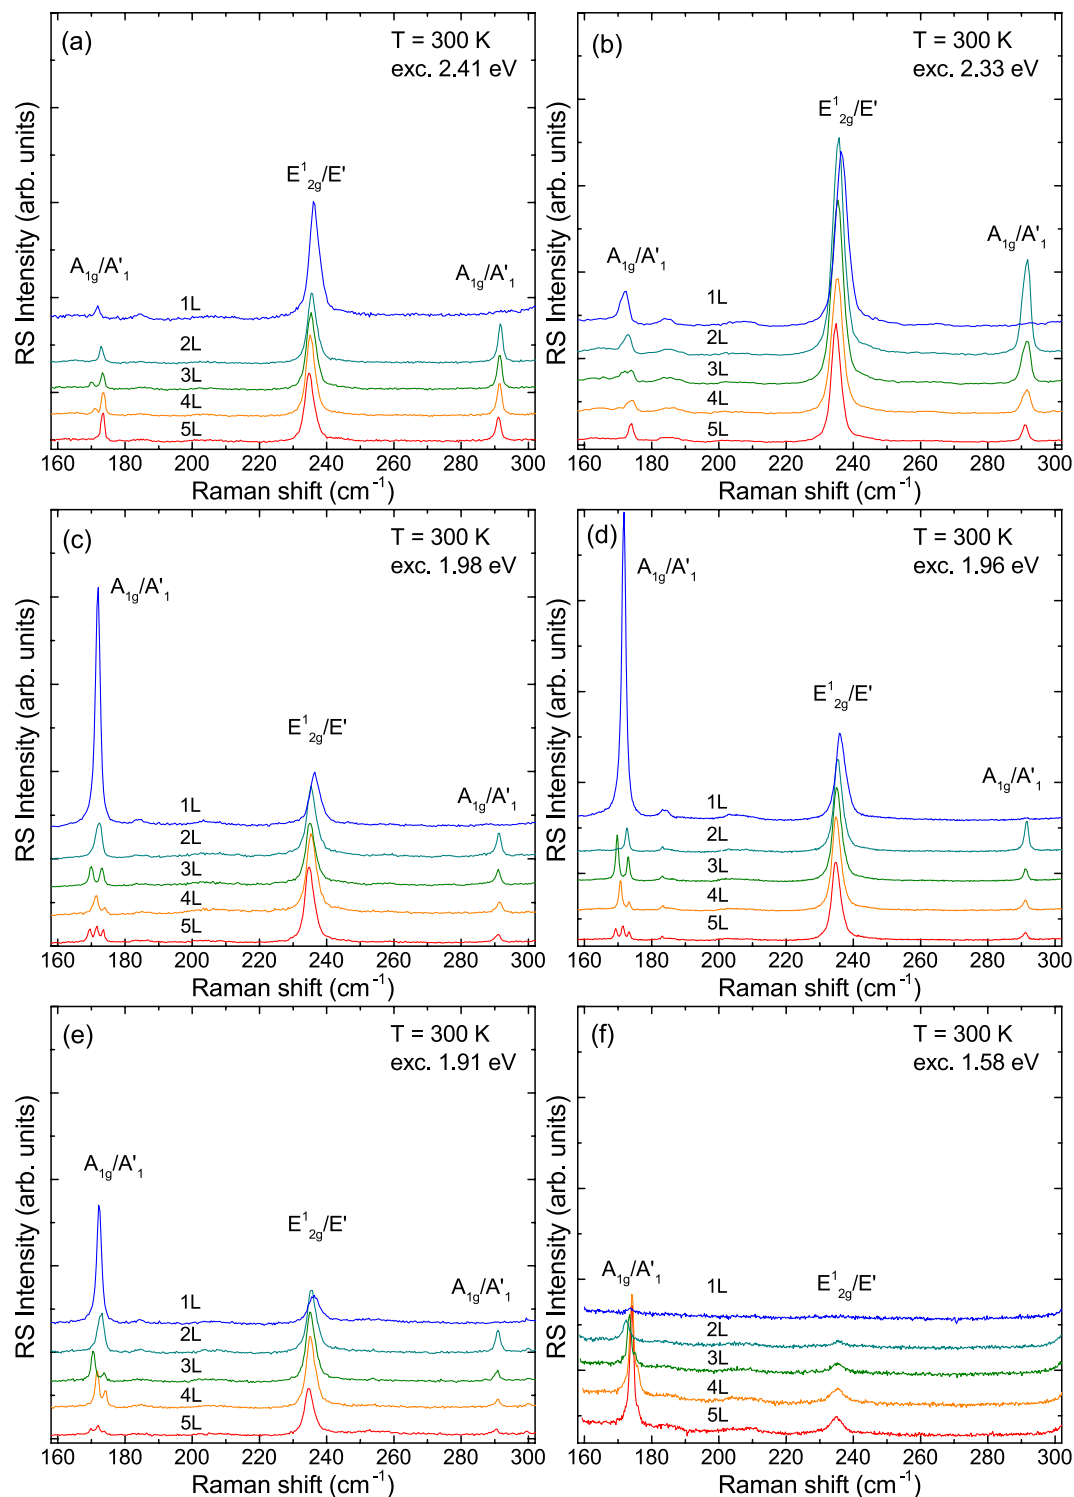 (a)
T = 300 K
exc. 2.41 eV
E¹₂g/E'
A₁g/A'₁
A₁g/A'₁
1L
2L
3L
4L
5L
RS Intensity (arb. units)
160 180 200 220 240 260 280 300
Raman shift (cm⁻¹)
(b)
T = 300 K
exc. 2.33 eV
E¹₂g/E'
A₁g/A'₁
A₁g/A'₁
1L
2L
3L
4L
5L
RS Intensity (arb. units)
160 180 200 220 240 260 280 300
Raman shift (cm⁻¹)
(c)
T = 300 K
exc. 1.98 eV
A₁g/A'₁
E¹₂g/E'
A₁g/A'₁
1L
2L
3L
4L
5L
RS Intensity (arb. units)
160 180 200 220 240 260 280 300
Raman shift (cm⁻¹)
(d)
T = 300 K
exc. 1.96 eV
A₁g/A'₁
E¹₂g/E'
A₁g/A'₁
1L
2L
3L
4L
5L
RS Intensity (arb. units)
160 180 200 220 240 260 280 300
Raman shift (cm⁻¹)
(e)
T = 300 K
exc. 1.91 eV
A₁g/A'₁
E¹₂g/E'
A₁g/A'₁
1L
2L
3L
4L
5L
RS Intensity (arb. units)
160 180 200 220 240 260 280 300
Raman shift (cm⁻¹)
(f)
T = 300 K
exc. 1.58 eV
A₁g/A'₁
E¹₂g/E'
1L
2L
3L
4L
5L
RS Intensity (arb. units)
160 180 200 220 240 260 280 300
Raman shift (cm⁻¹)